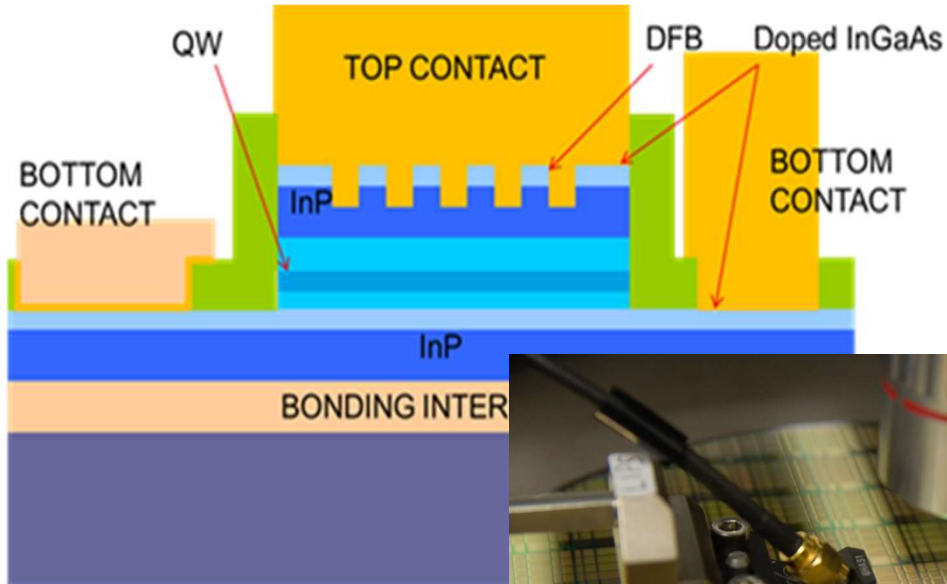 QW
TOP CONTACT
DFB
Doped InGaAs
BOTTOM
CONTACT
BOTTOM
CONTACT
InP
InP
BONDING INTER